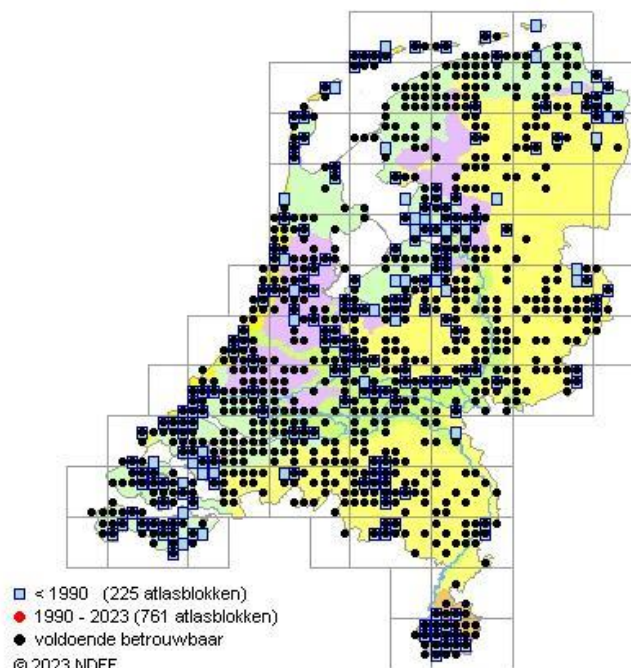 < 1990 (225 atlasblokken)
1990 - 2023 (761 atlasblokken)
voldoende betrouwbaar
© 2023 NDFF